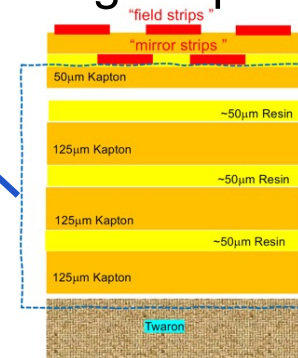 “field strips ”
“mirror strips ”
50µm Kapton
~50µm Resin
125µm Kapton
~50µm Resin
125µm Kapton
~50µm Resin
125µm Kapton
Twaron